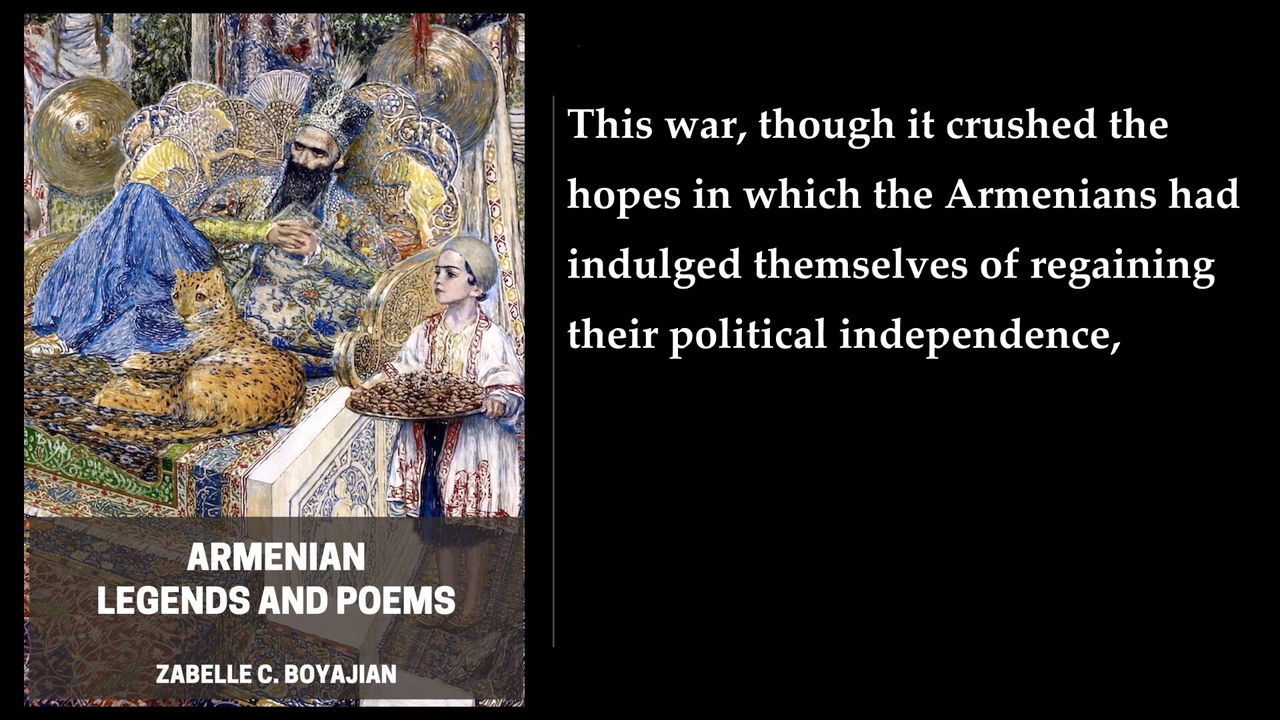 ARMENIAN
LEGENDS AND POEMS
ZABELLE C. BOYAJIAN
This war, though it crushed the
hopes in which the Armenians had
indulged themselves of regaining
their political independence,